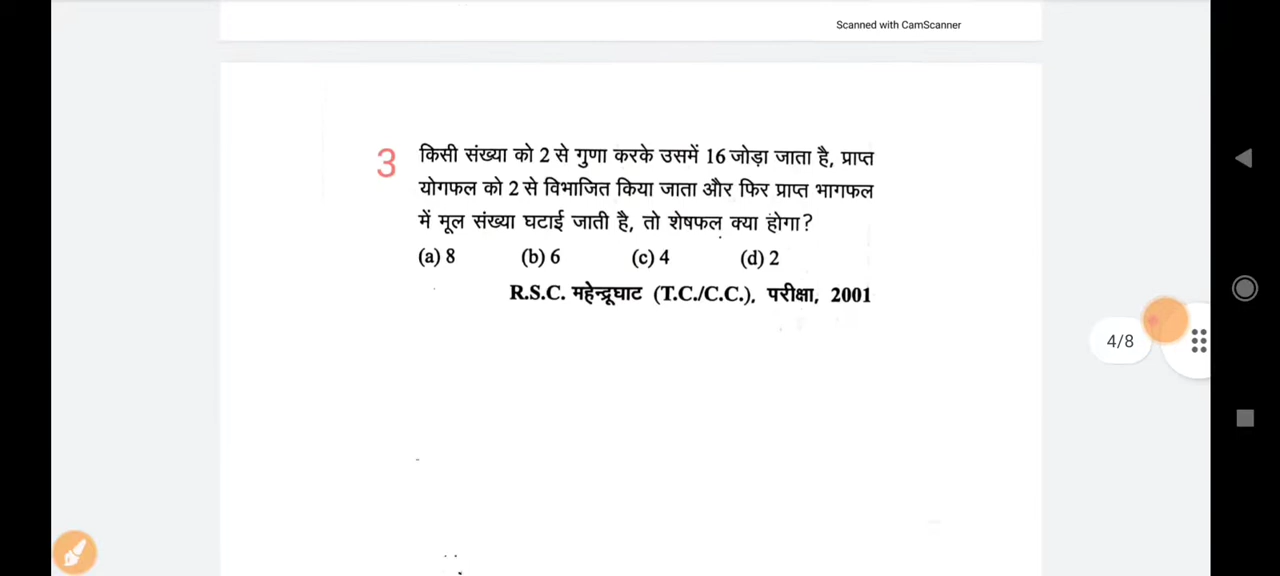 Scanned with CamScanner
3 किसी संख्या को 2 से गुणा करके उसमें 16 जोड़ा जाता है, प्राप्त
योगफल को 2 से विभाजित किया जाता और फिर प्राप्त भागफल
में मूल संख्या घटाई जाती है, तो शेषफल क्या होगा?
(a) 8 (b) 6 (c) 4 (d) 2
R.S.C. महेन्द्रूघाट (T.C./C.C.), परीक्षा, 2001
4/8